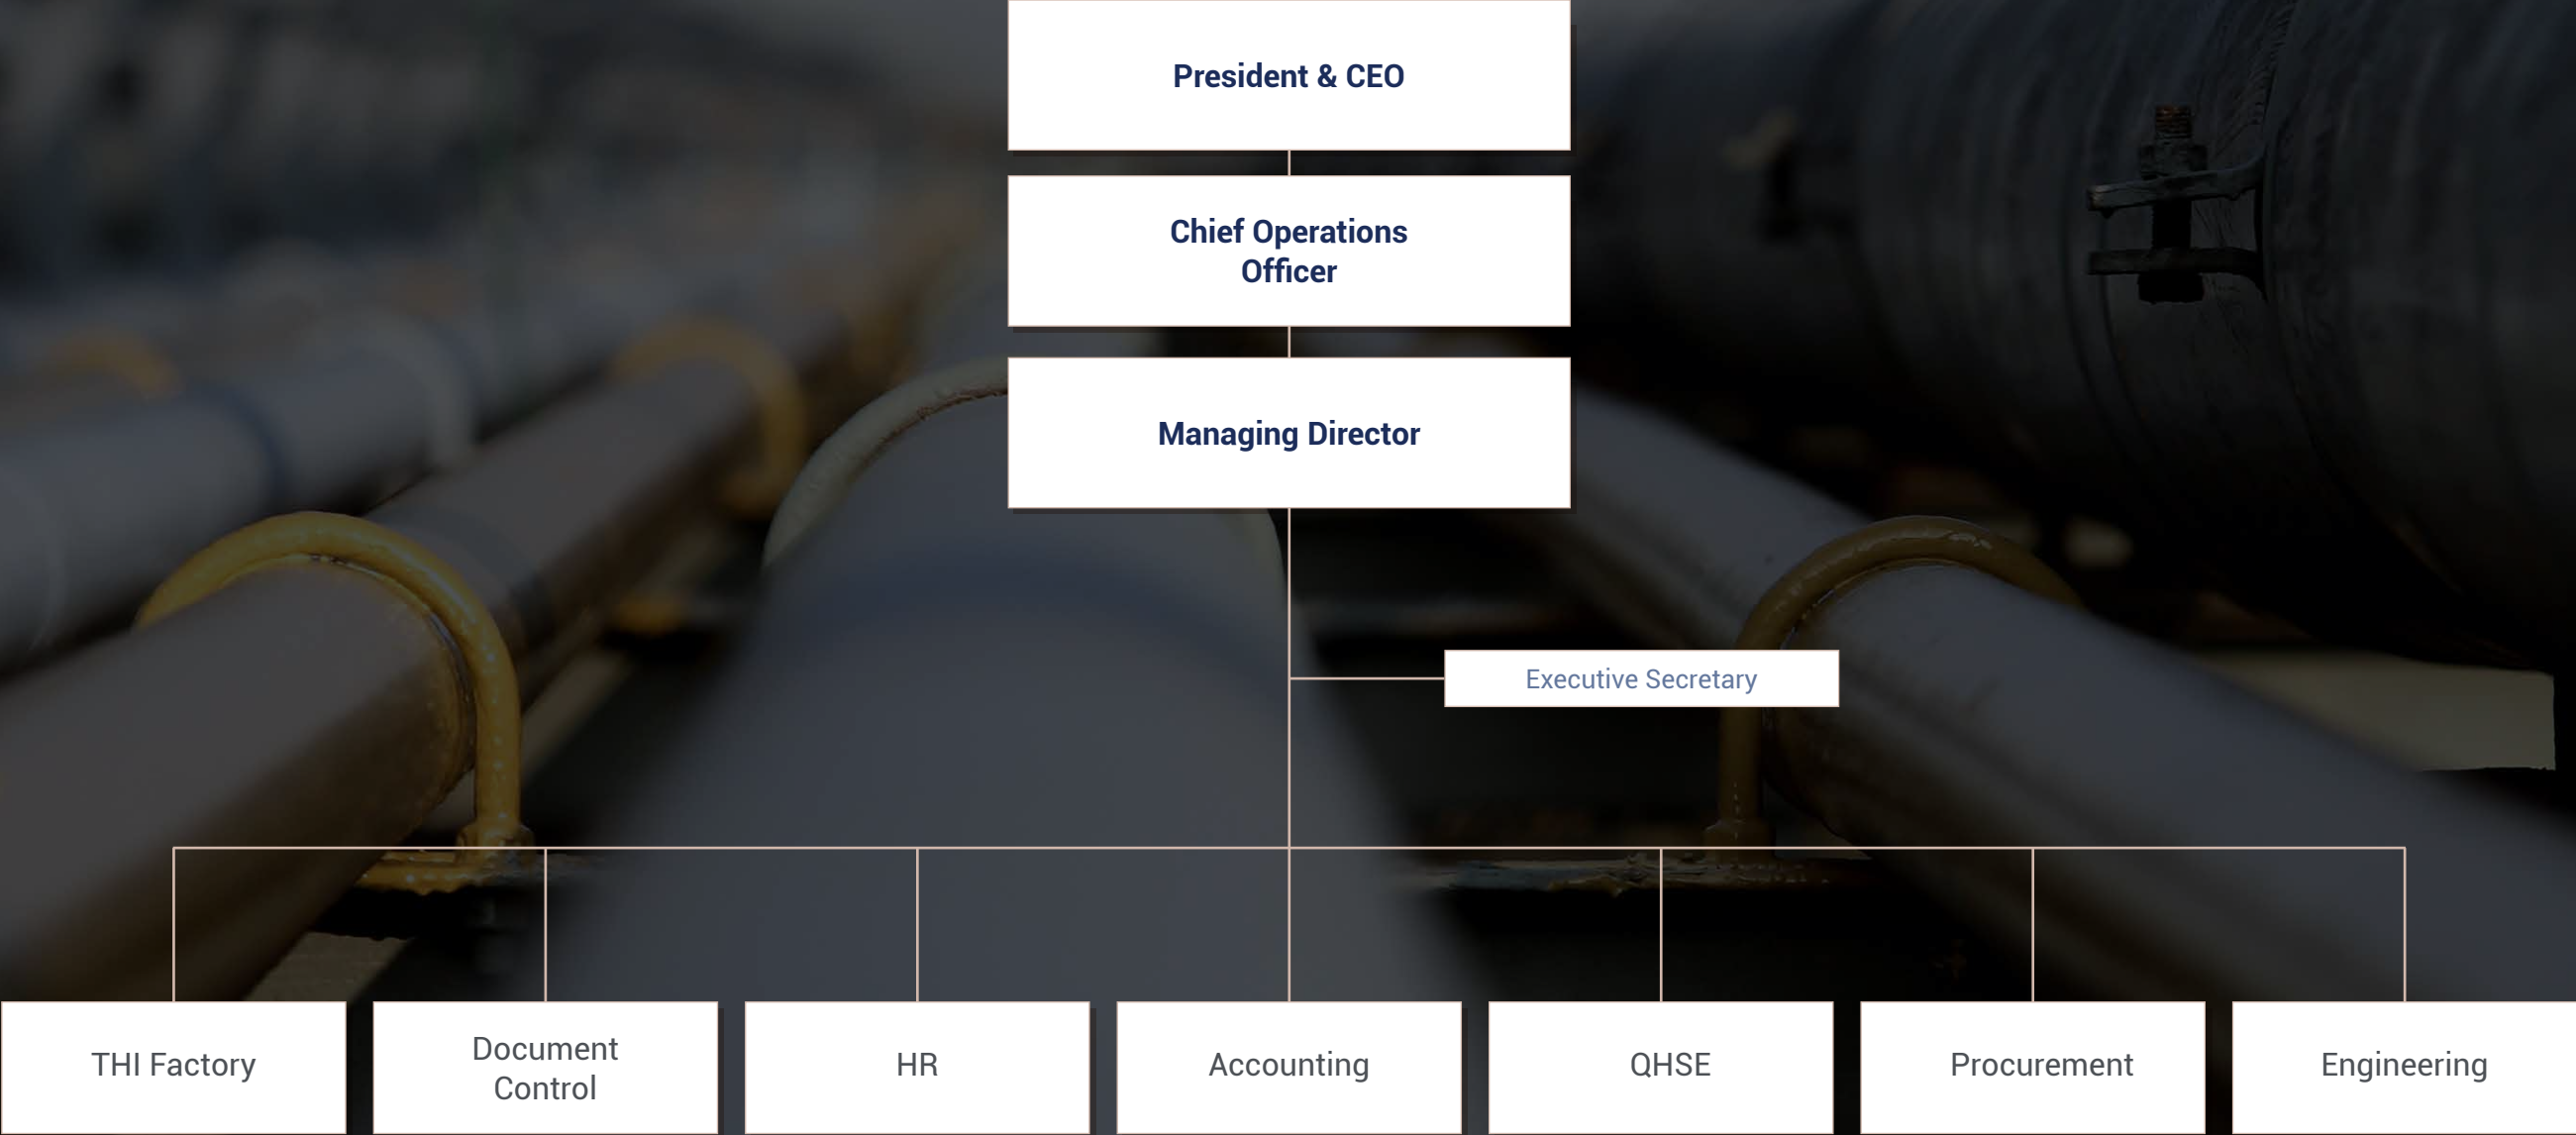 President & CEO
Chief Operations
Officer
Managing Director
Executive Secretary
THI Factory
Document
Control
HR
Accounting
QHSE
Procurement
Engineering